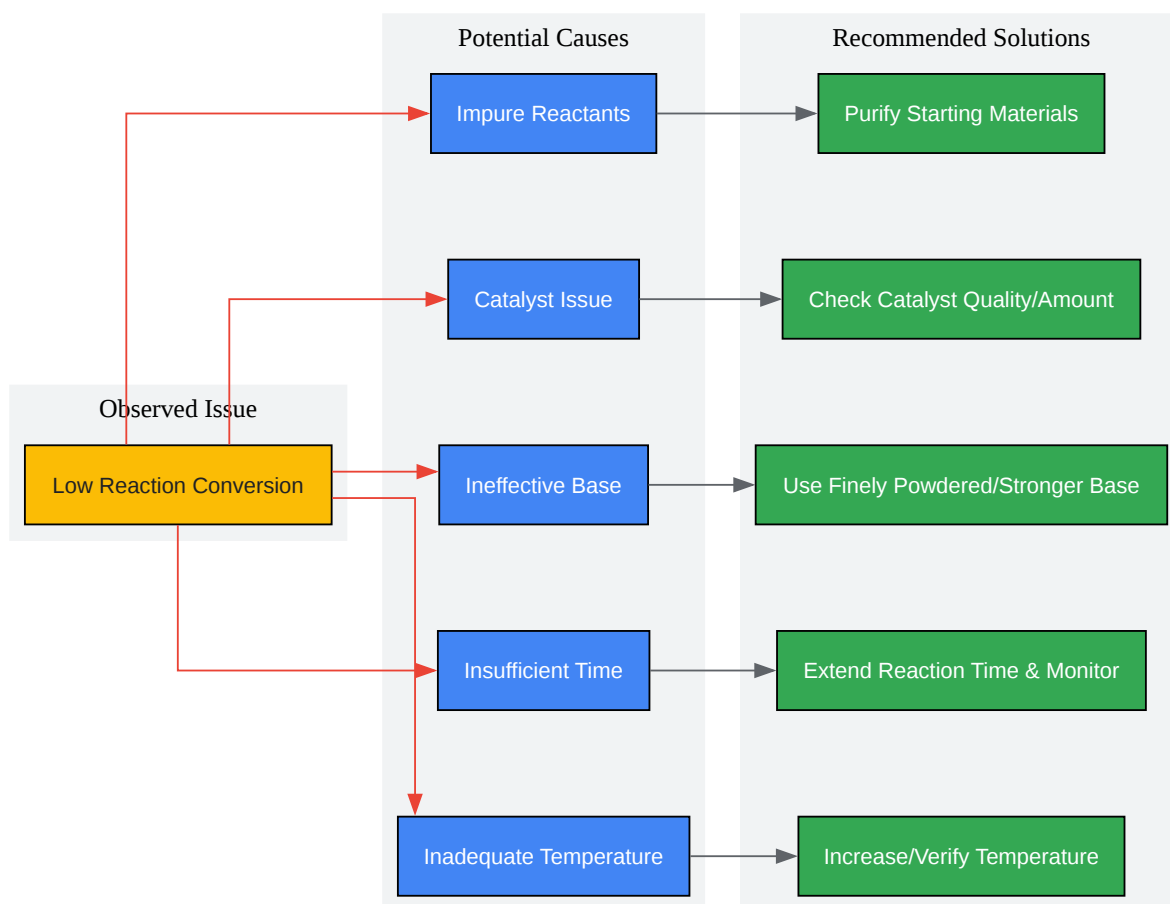 Potential Causes
Recommended Solutions
Impure Reactants
Purify Starting Materials
Catalyst Issue
Check Catalyst Quality/Amount
Observed Issue
Low Reaction Conversion
Ineffective Base
Use Finely Powdered/Stronger Base
Insufficient Time
Extend Reaction Time & Monitor
Inadequate Temperature
Increase/Verify Temperature